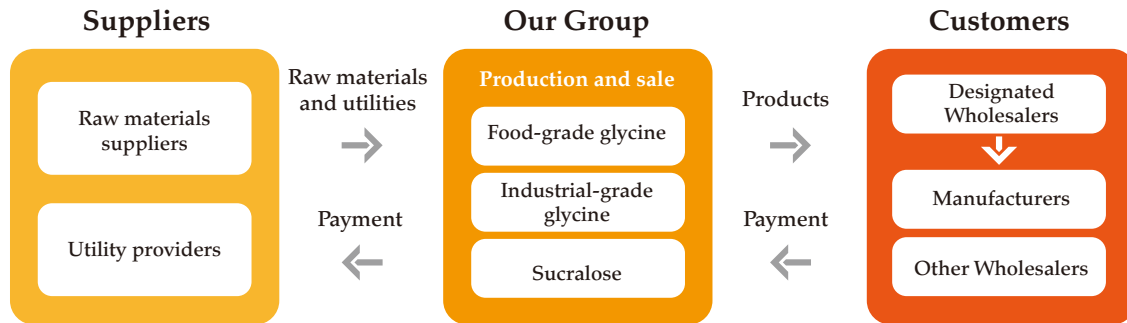 Suppliers
Raw materials
suppliers
Utility providers
Raw materials
and utilities
Payment
Our Group
Production and sale
Food-grade glycine
Industrial-grade
glycine
Sucralose
Products
Payment
Customers
Designated
Wholesalers
Manufacturers
Other Wholesalers